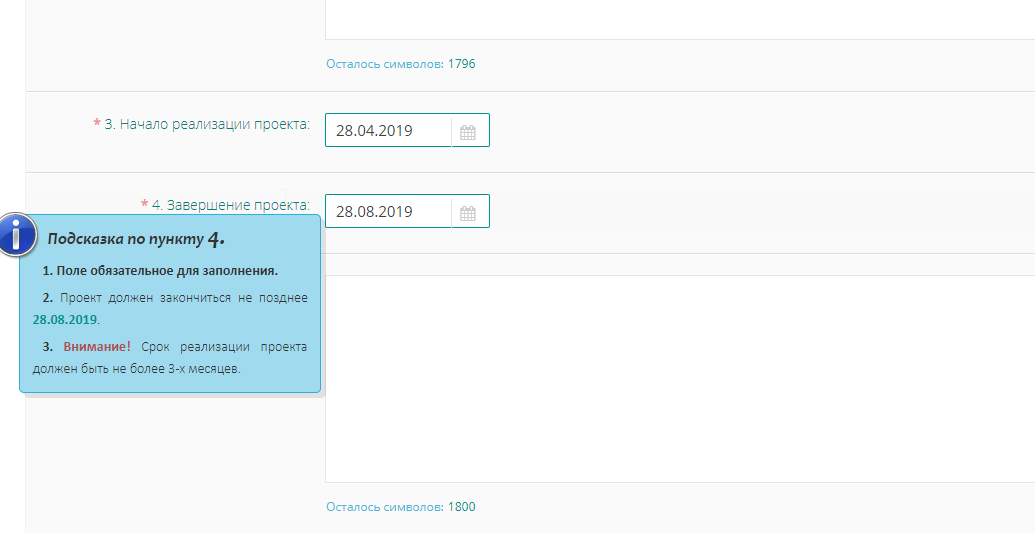 Осталось символов: 1796
* 3. Начало реализации проекта:
28.04.2019
* 4. Завершение проекта:
28.08.2019
Подсказка по пункту 4.
1. Поле обязательное для заполнения.
2. Проект должен закончиться не позднее
28.08.2019.
3. Внимание! Срок реализации проекта
должен быть не более 3-х месяцев.
Осталось символов: 1800